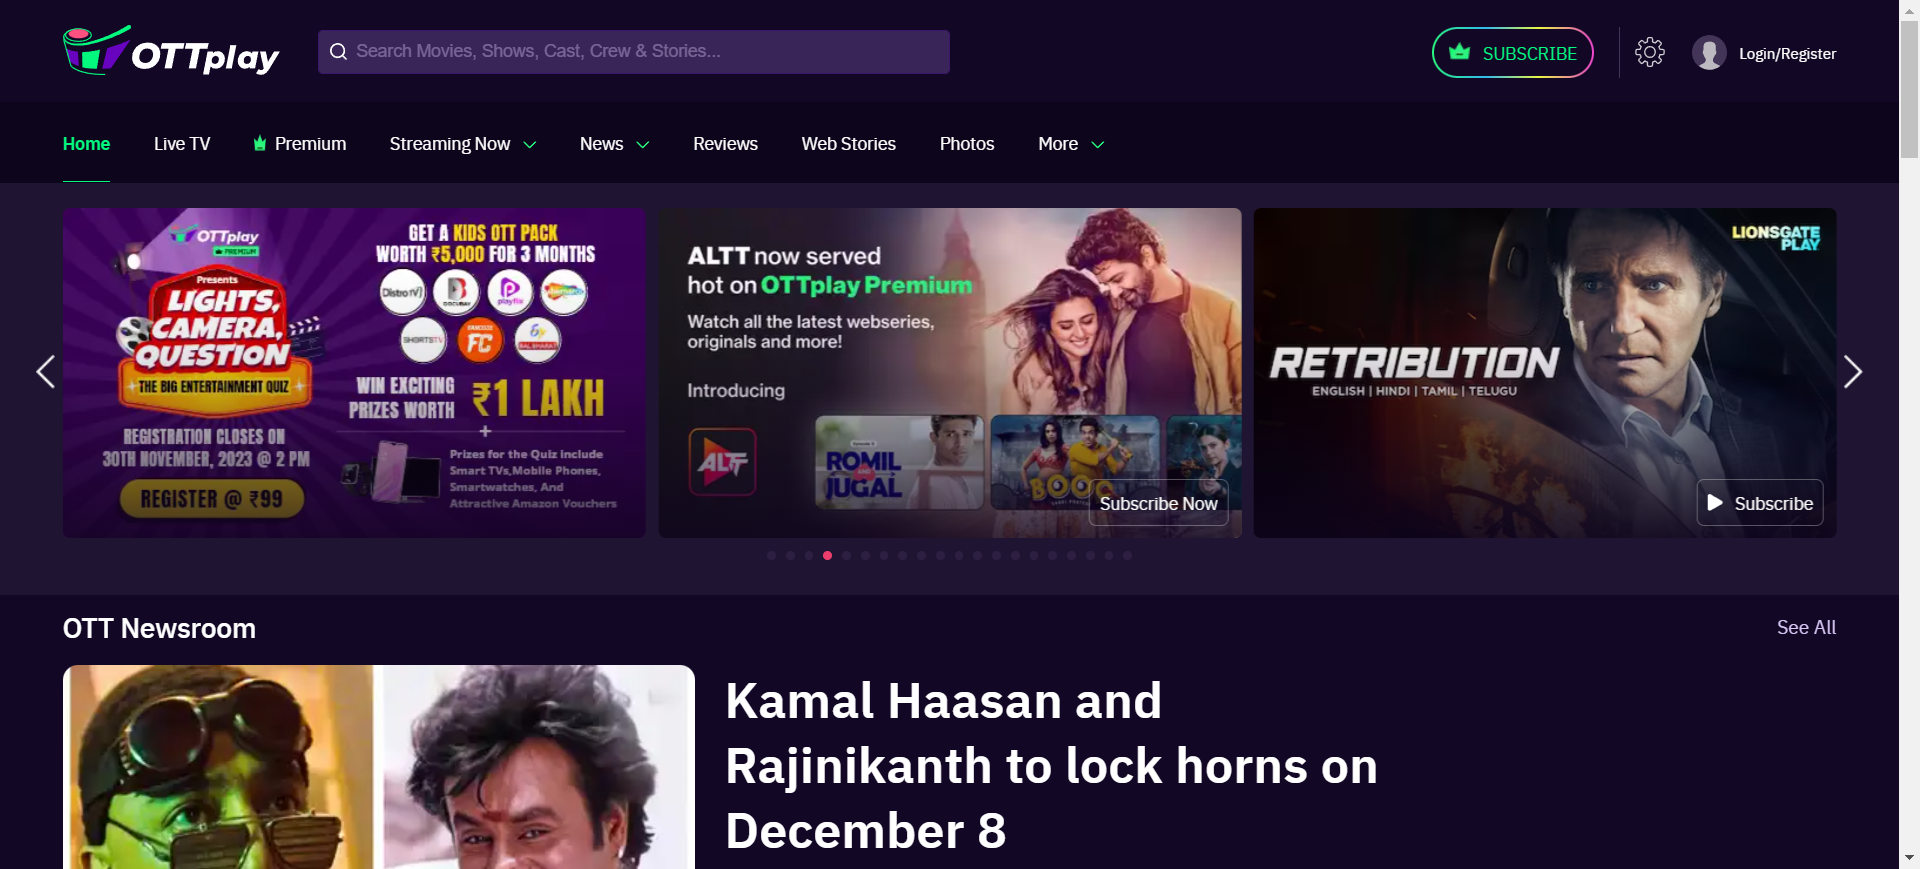 OTTplay
Search Movies, Shows, Cast, Crew & Stories...
SUBSCRIBE
Login/Register
Home
Live TV
Premium
Streaming Now
News
Reviews
Web Stories
Photos
More
OTTplay
PREMIUM
Presents
LIGHTS,
CAMERA,
QUESTION
THE BIG ENTERTAINMENT QUIZ
REGISTRATION CLOSES ON
30TH NOVEMBER, 2023 @ 2 PM
REGISTER @ ₹99
GET A KIDS OTT PACK
WORTH ₹5,000 FOR 3 MONTHS
Distro TV
DOCUBAY
playflix
SHORTSTV
FC
BAL BHARAT
WIN EXCITING
PRIZES WORTH
₹1 LAKH
+
Prizes for the Quiz include
Smart TVs,Mobile Phones,
Smartwatches, And
Attractive Amazon Vouchers
ALTT now served
hot on OTTplay Premium
Watch all the latest webseries,
originals and more!
Introducing
ALTT
ROMIL
JUGAL
Subscribe Now
LIONSGATE
PLAY
RETRIBUTION
ENGLISH | HINDI | TAMIL | TELUGU
Subscribe
OTT Newsroom
See All
Kamal Haasan and
Rajinikanth to lock horns on
December 8